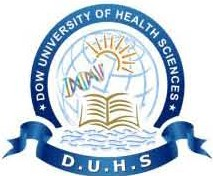 ★ DOW UNIVERSITY OF HEALTH SCIENCES ★
D.U.H.S